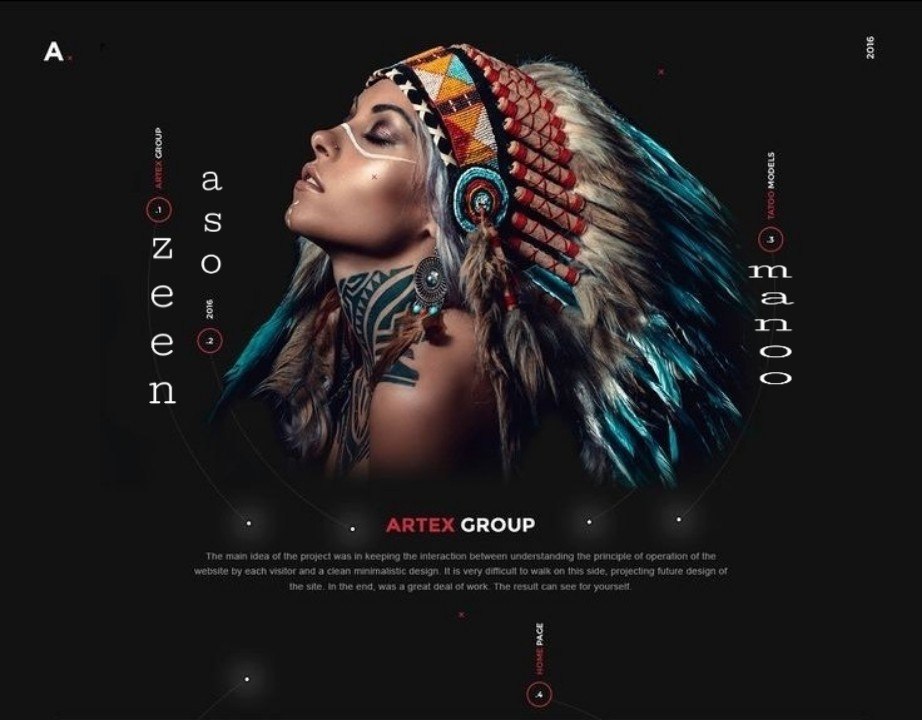 A
2016
ARTEX GROUP
.1
zeen
aso
2016
.2
TATOO MODELS
3
manoo
ARTEX GROUP
The main idea of the project was in keeping the interaction between understanding the principle of operation of the
website by each visitor and a clean minimalistic design. It is very difficult to walk on this side, projecting future design of
the site. In the end, was a great deal of work. The result can see for yourself.
HOME PAGE
.4